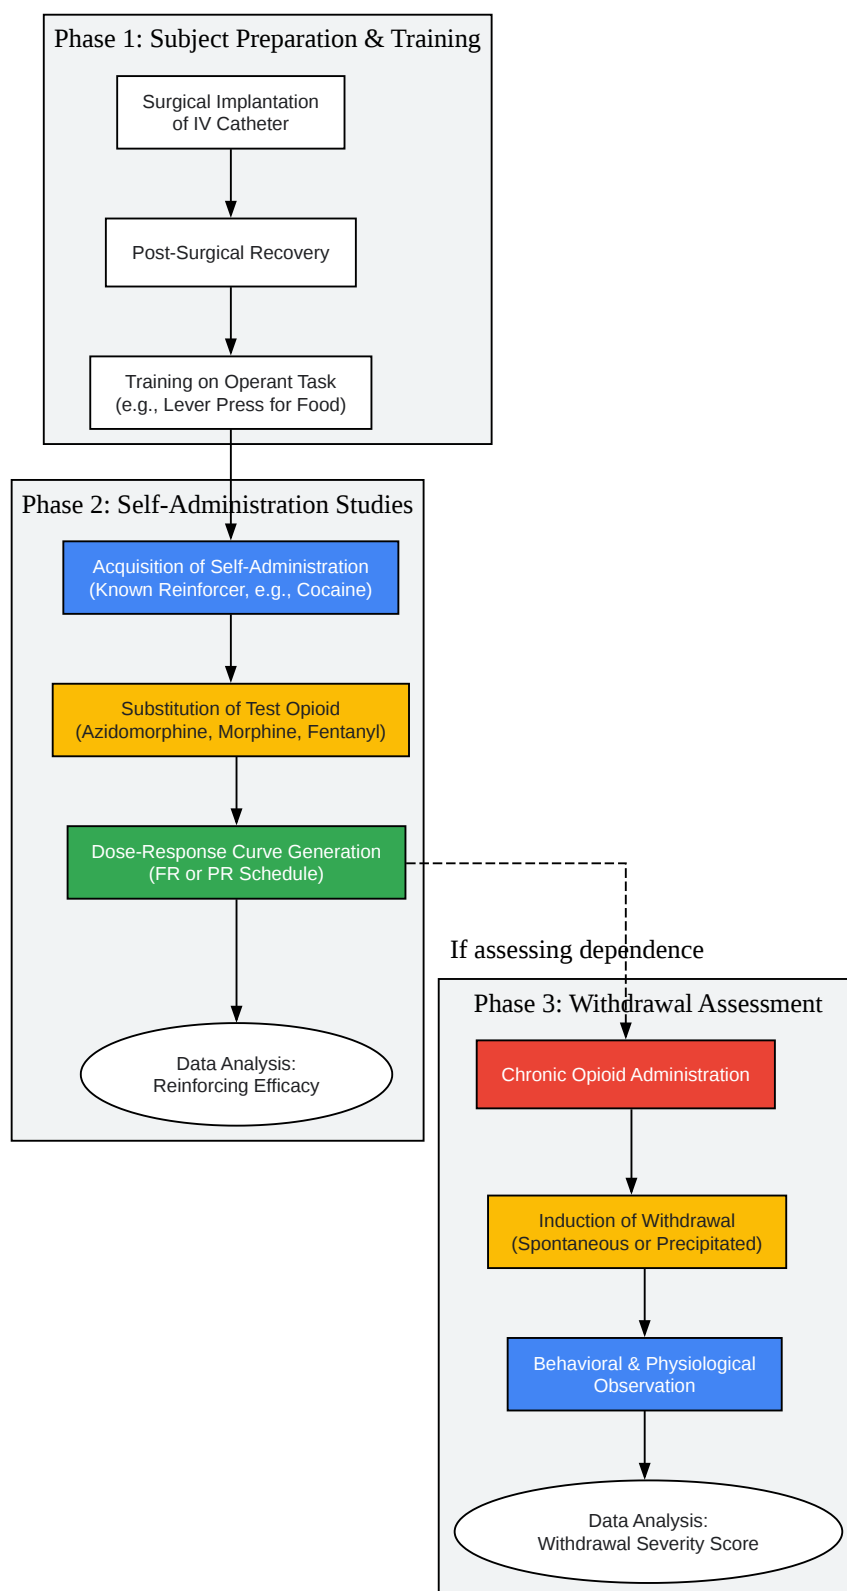 Phase 1: Subject Preparation & Training
Surgical Implantation
of IV Catheter
Post-Surgical Recovery
Training on Operant Task
(e.g., Lever Press for Food)
Phase 2: Self-Administration Studies
Acquisition of Self-Administration
(Known Reinforcer, e.g., Cocaine)
Substitution of Test Opioid
(Azidomorphine, Morphine, Fentanyl)
Dose-Response Curve Generation
(FR or PR Schedule)
Data Analysis:
Reinforcing Efficacy
If assessing dependence
Phase 3: Withdrawal Assessment
Chronic Opioid Administration
Induction of Withdrawal
(Spontaneous or Precipitated)
Behavioral & Physiological
Observation
Data Analysis:
Withdrawal Severity Score